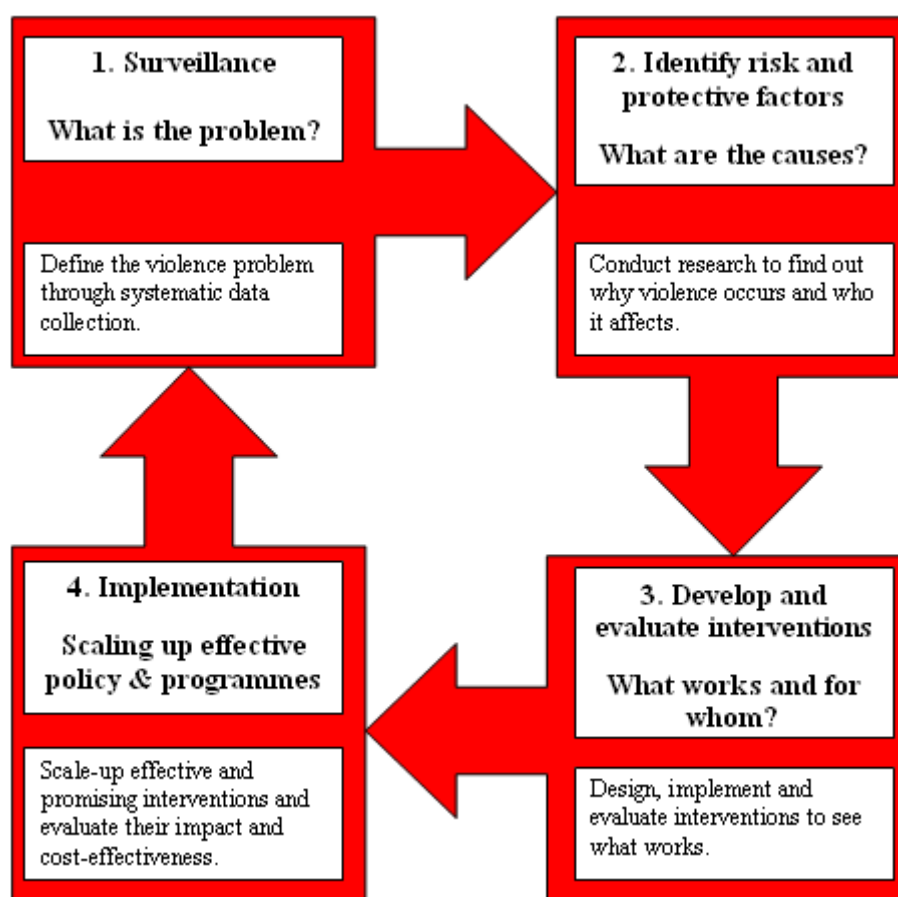 1. Surveillance
What is the problem?
Define the violence problem
through systematic data
collection.
2. Identify risk and
protective factors
What are the causes?
Conduct research to find out
why violence occurs and who
it affects.
3. Develop and
evaluate interventions
What works and for
whom?
Design, implement and
evaluate interventions to see
what works.
4. Implementation
Scaling up effective
policy & programmes
Scale-up effective and
promising interventions and
evaluate their impact and
cost-effectiveness.